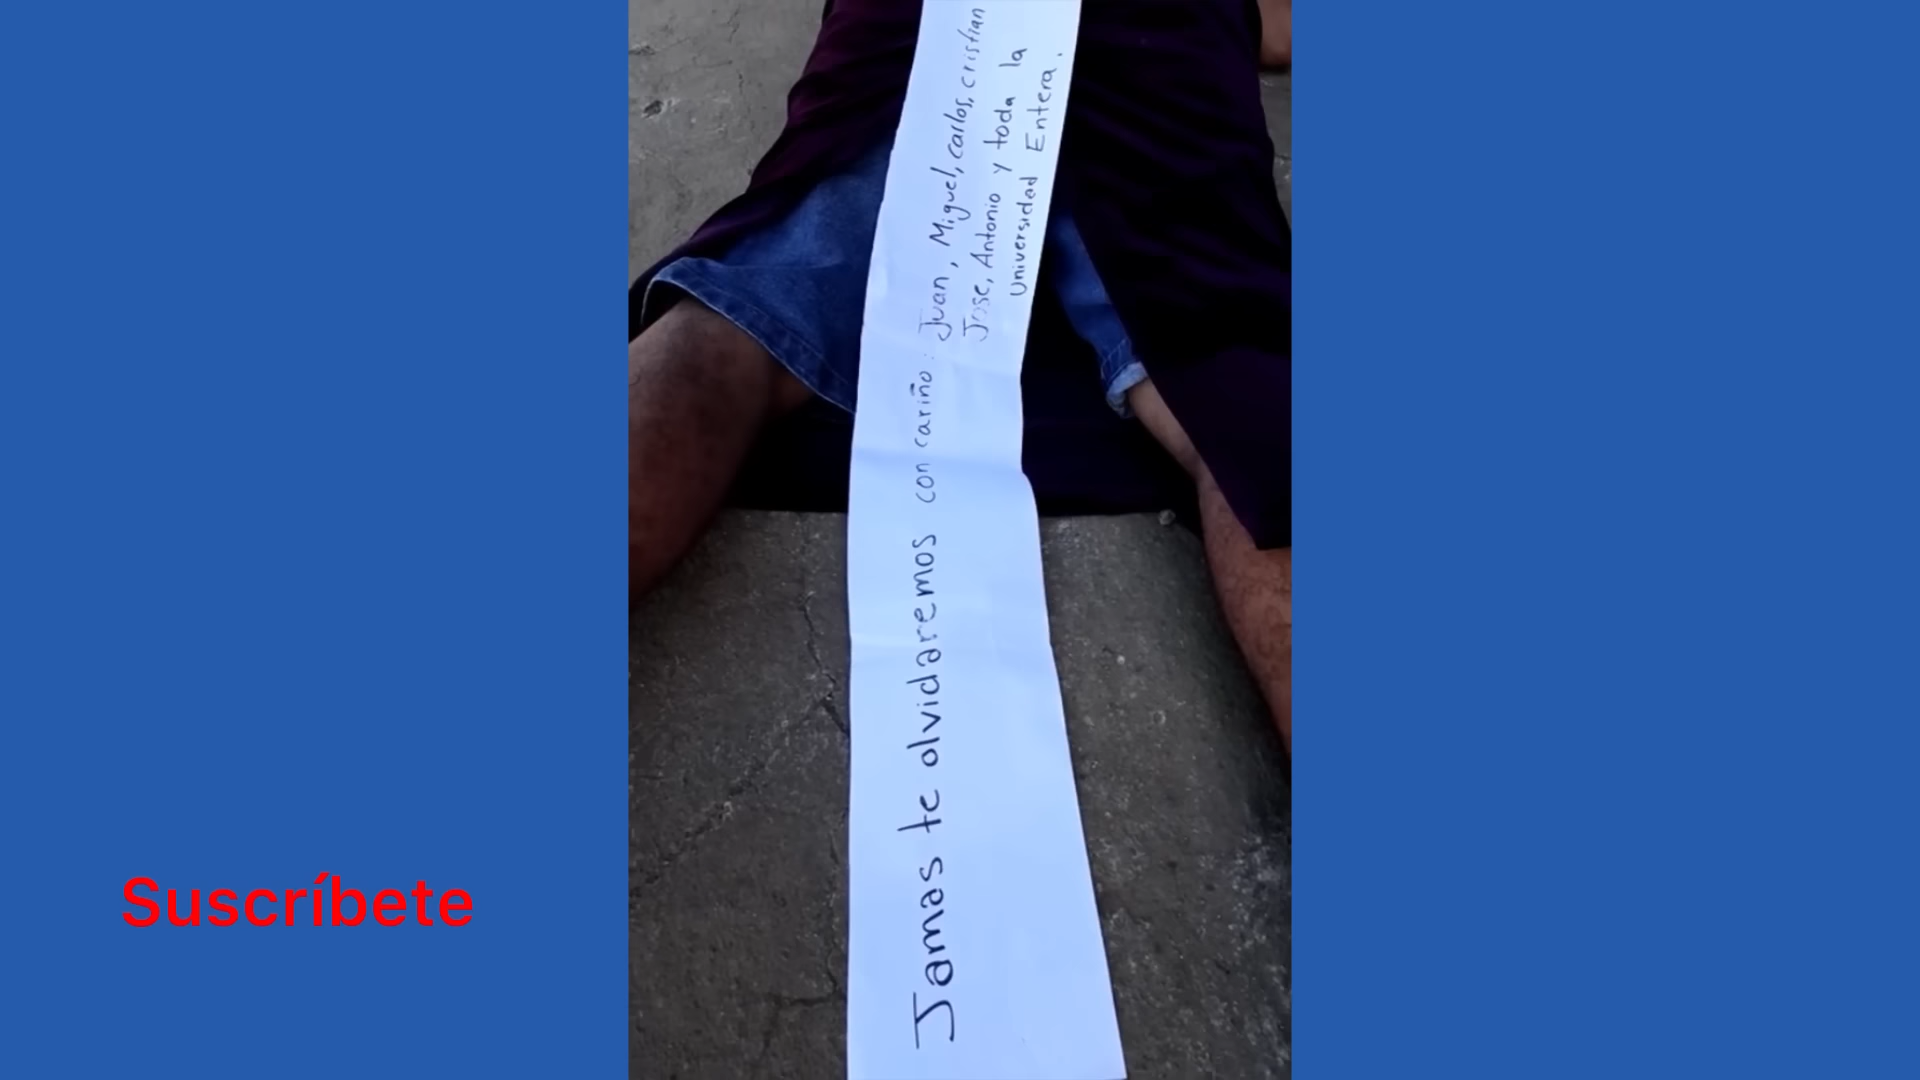 Jamas te olvidaremos con cariño: Juan, Miguel, carlos, cristian
Jose, Antonio y toda la
Universidad Entera.
Suscríbete